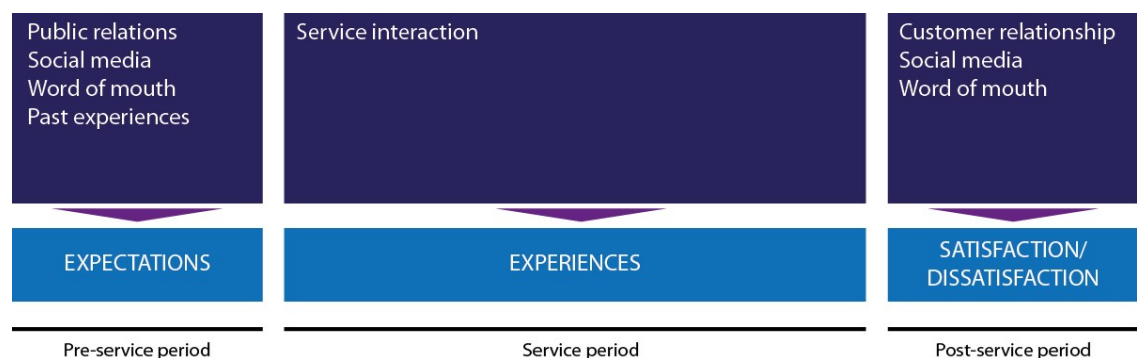 Public relations
Social media
Word of mouth
Past experiences
Service interaction
Customer relationship
Social media
Word of mouth
EXPECTATIONS
EXPERIENCES
SATISFACTION/
DISSATISFACTION
Pre-service period
Service period
Post-service period